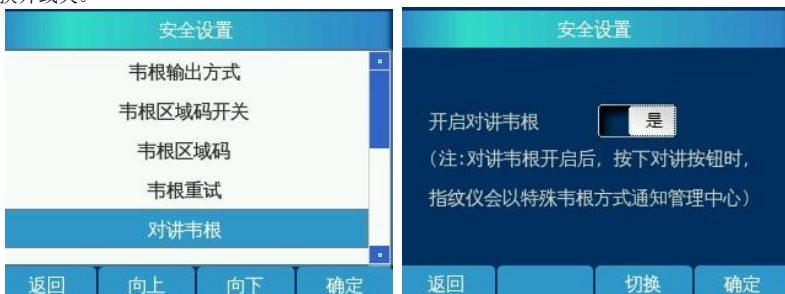 安全设置
韦根输出方式
韦根区域码开关
韦根区域码
韦根重试
对讲韦根
返回 向上 向下 确定
安全设置
开启对讲韦根 是
(注:对讲韦根开启后，按下对讲按钮时，
指纹仪会以特殊韦根方式通知管理中心)
返回 切换 确定